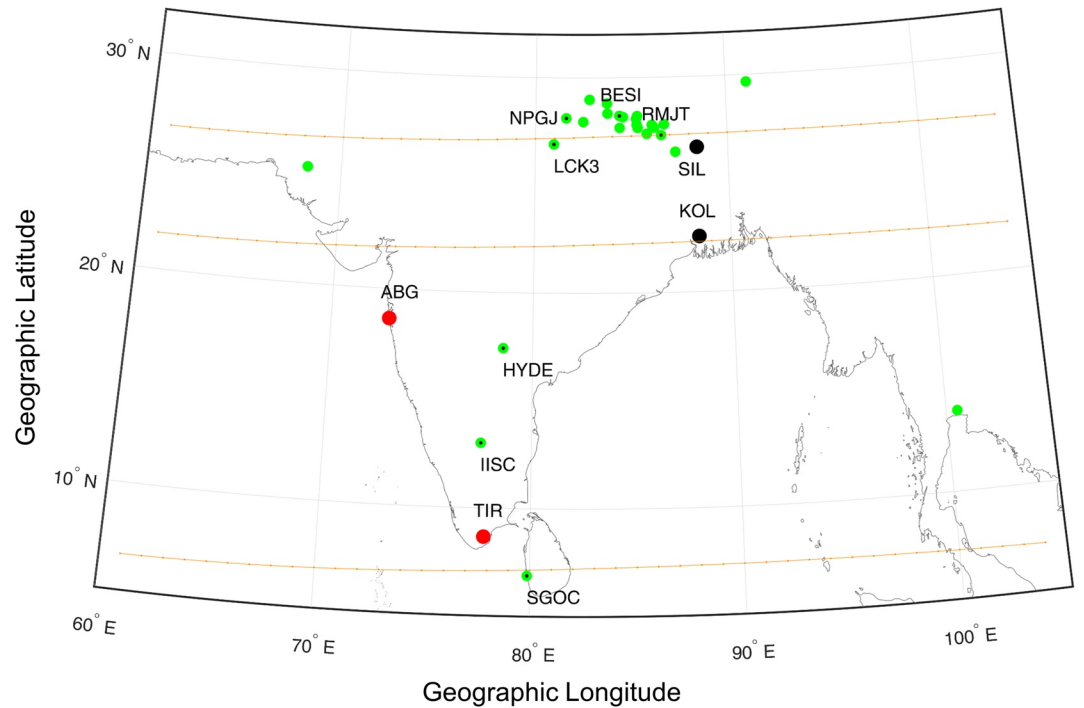 30° N
BESI
NPGJ
RMJT
LCK3
SIL
KOL
20° N
ABG
HYDE
IISC
10° N
TIR
SGOC
60° E
70° E
80° E
90° E
100° E
Geographic Latitude
Geographic Longitude